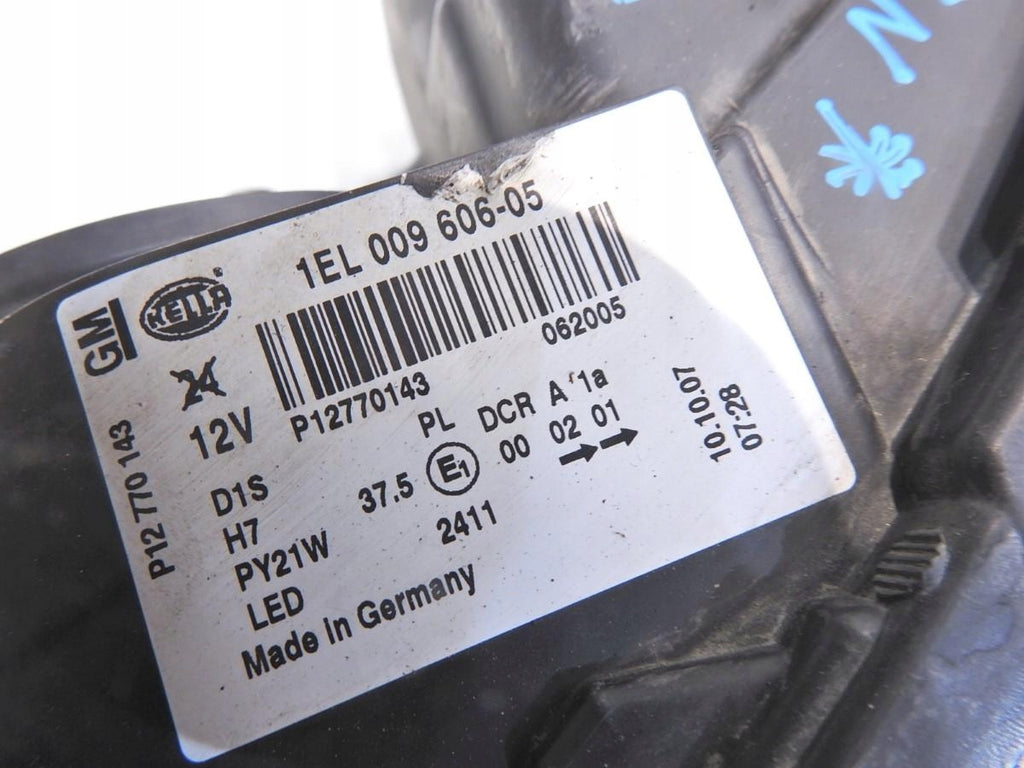 1EL 009 606-05
GM
HELLA ®
062005
P12770143
12V
P12 770 143
PL DCR A 1a
D1S
37.5 E1 00 02 01
H7
PY21W
2411
LED
Made in Germany
10.10.07
07:28
N